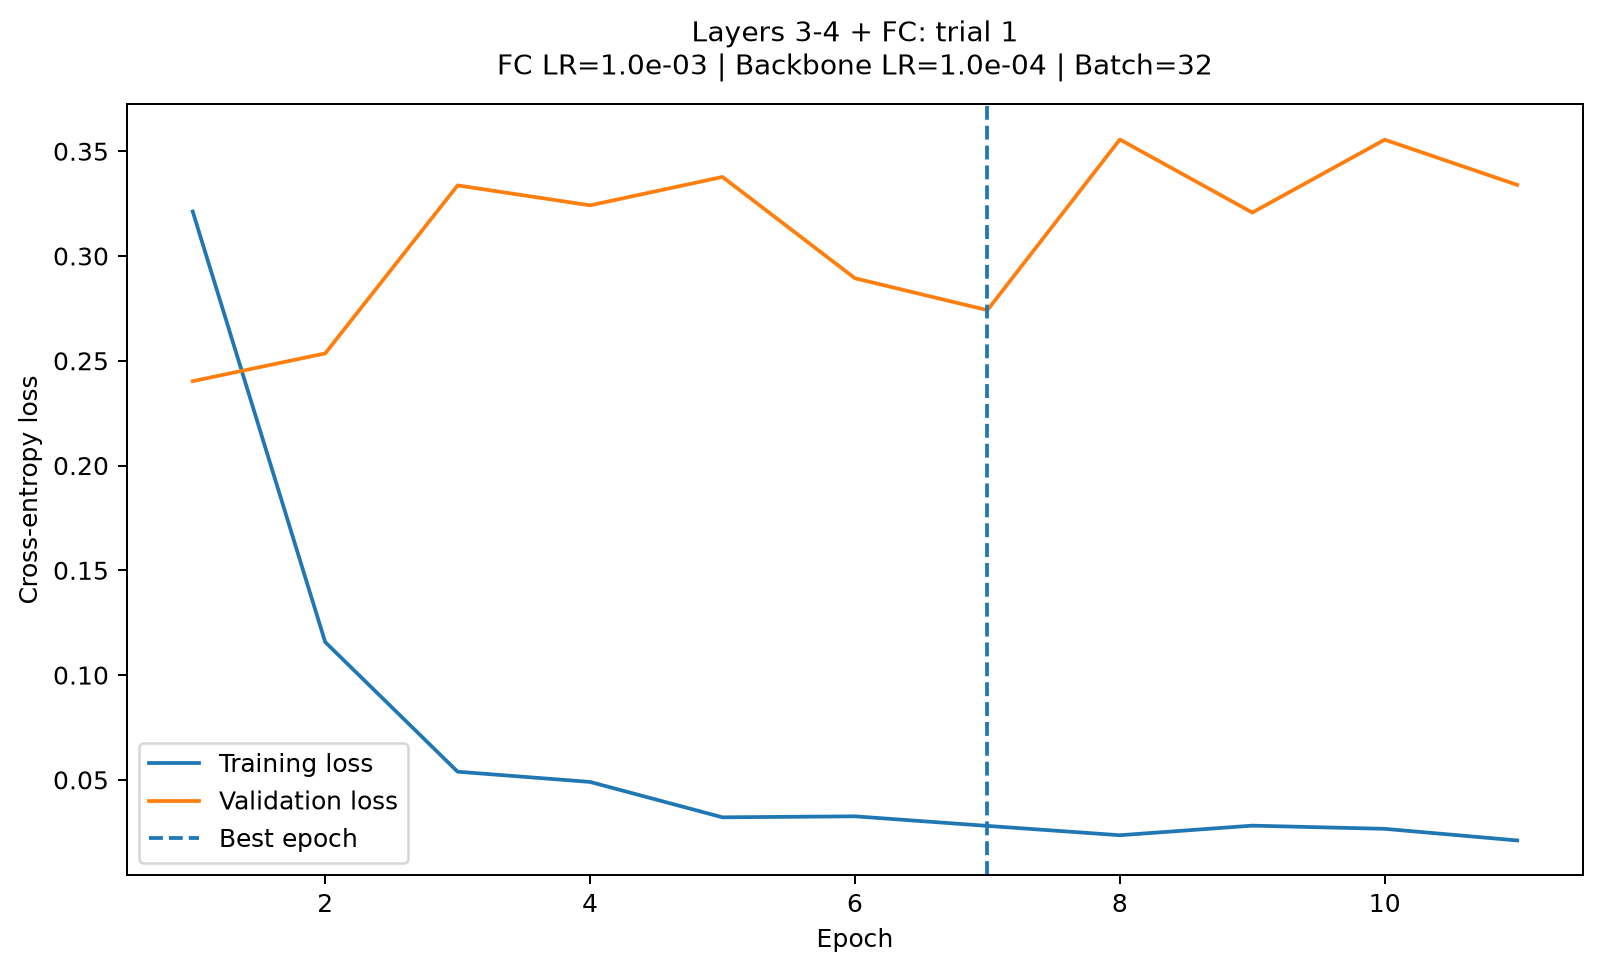 Layers 3-4 + FC: trial 1
FC LR=1.0e-03 | Backbone LR=1.0e-04 | Batch=32
Cross-entropy loss
0.35
0.30
0.25
0.20
0.15
0.10
0.05
Training loss
Validation loss
Best epoch
2
4
6
8
10
Epoch